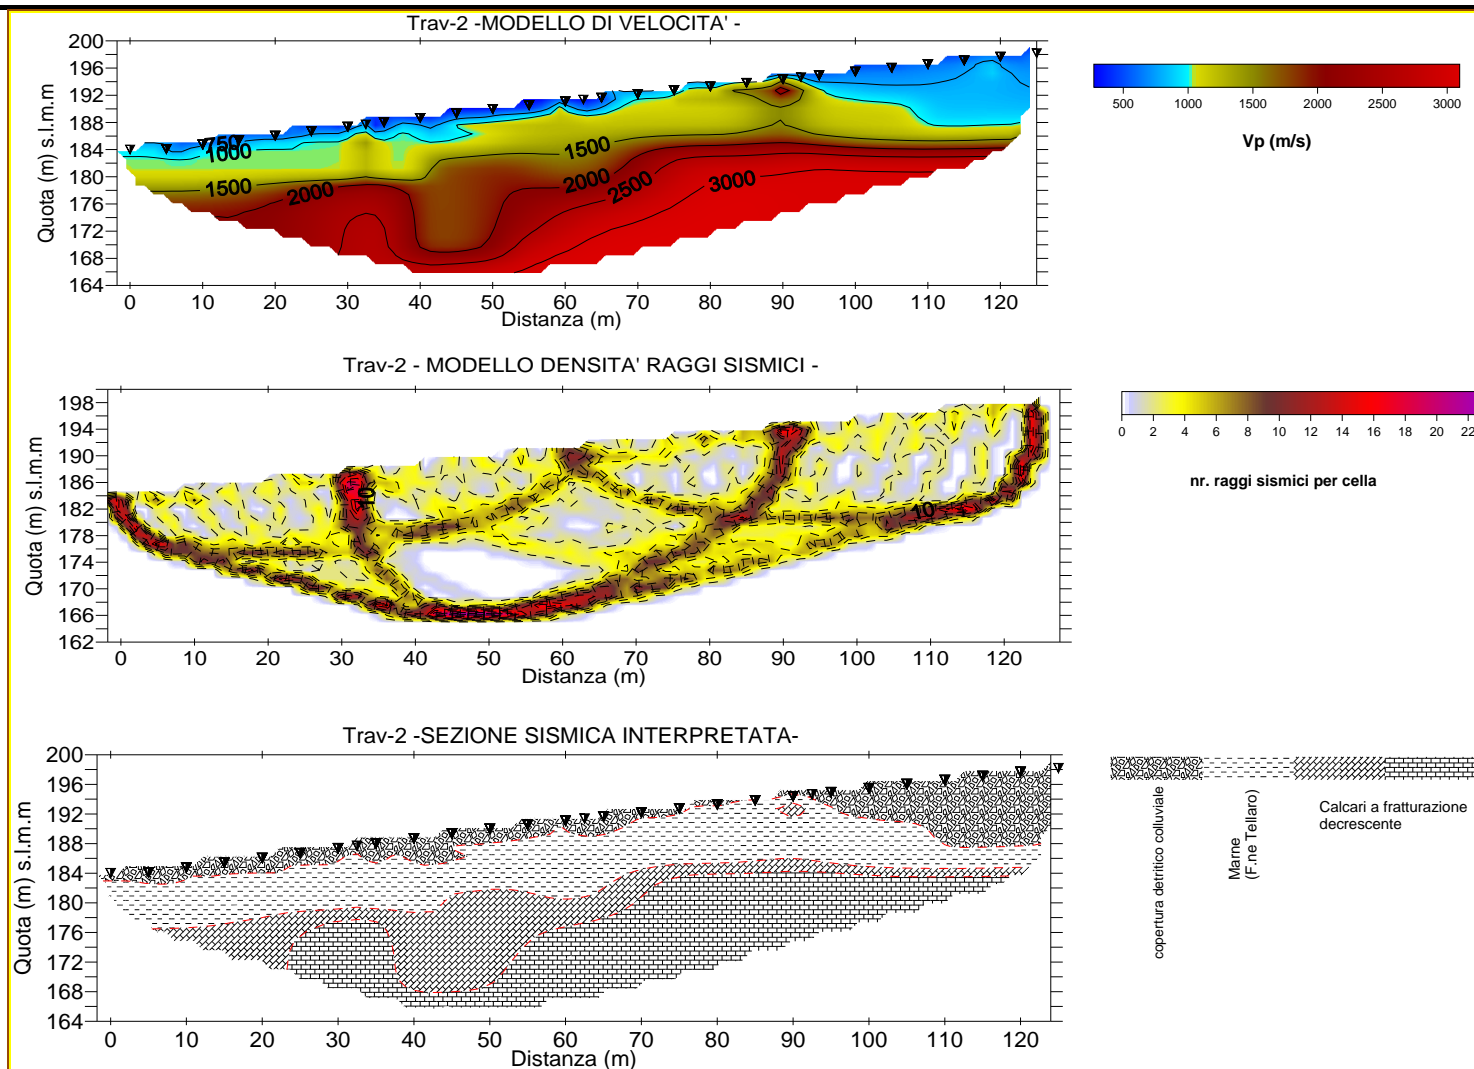 Trav-2 -MODELLO DI VELOCITA' -
200
196
192
188
184
180
176
172
168
164
Quota (m) s.l.m.m
750
1000
1500
2000
1500
2000
2500
3000
0 10 20 30 40 50 60 70 80 90 100 110 120
Distanza (m)
500 1000 1500 2000 2500 3000
Vp (m/s)
Trav-2 - MODELLO DENSITA' RAGGI SISMICI -
198
194
190
186
182
178
174
170
166
162
Quota (m) s.l.m.m
10
10
0 10 20 30 40 50 60 70 80 90 100 110 120
Distanza (m)
0 2 4 6 8 10 12 14 16 18 20 22
nr. raggi sismici per cella
Trav-2 -SEZIONE SISMICA INTERPRETATA-
200
196
192
188
184
180
176
172
168
164
Quota (m) s.l.m.m
0 10 20 30 40 50 60 70 80 90 100 110 120
Distanza (m)
copertura detritico colluviale
Marne
(F.ne Tellaro)
Calcari a fratturazione
decrescente